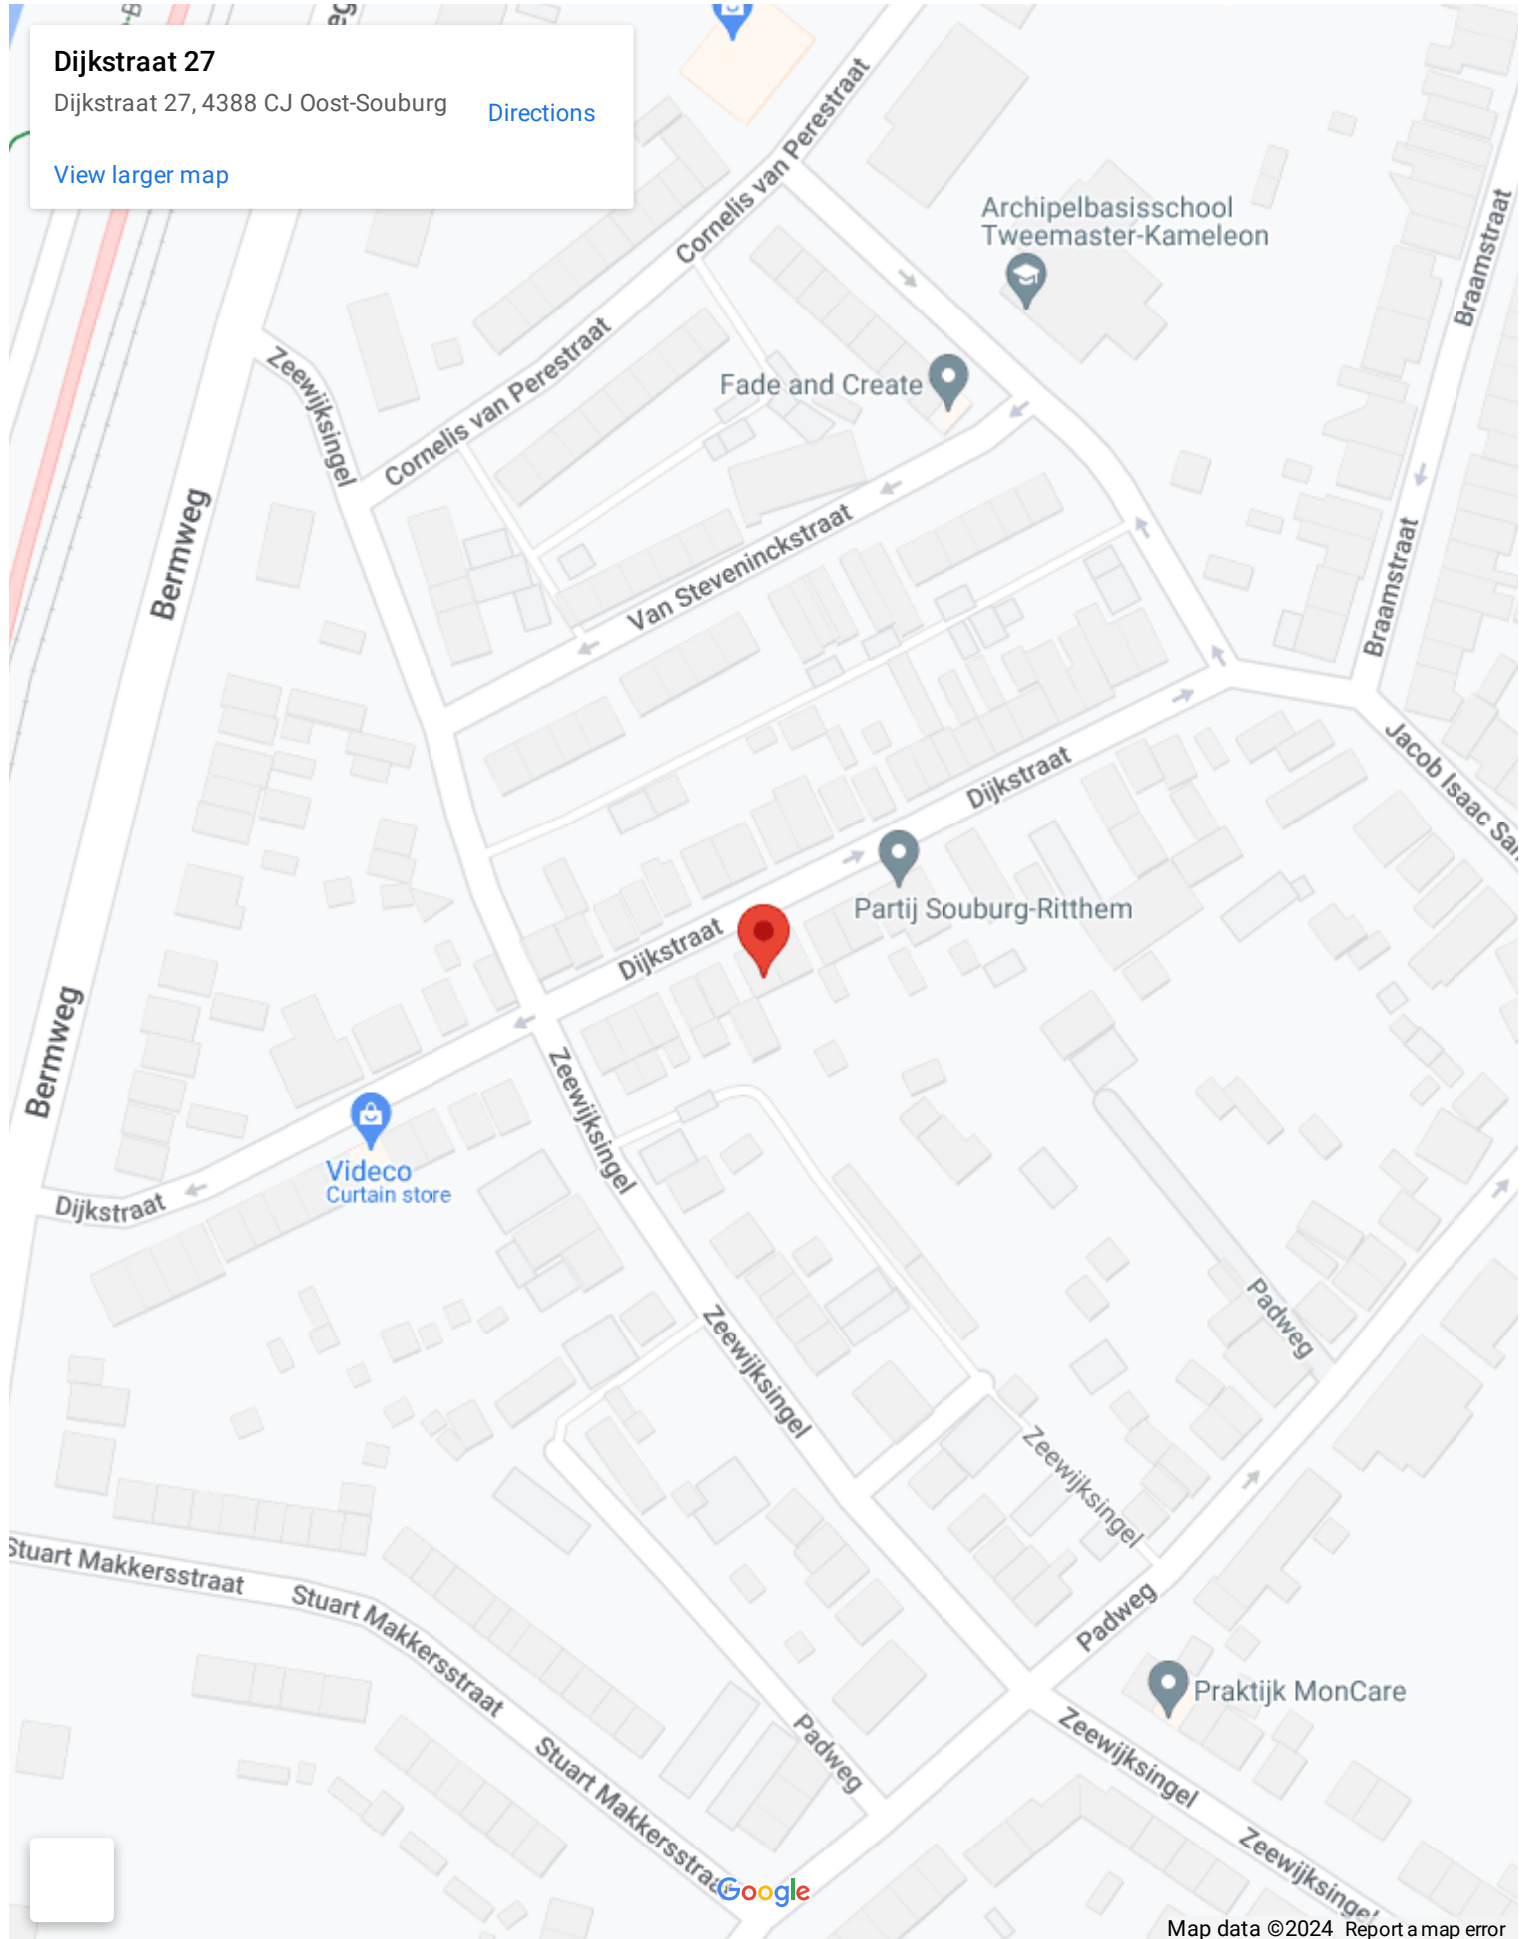 Dijkstraat 27
Dijkstraat 27, 4388 CJ Oost-Souburg
Directions
View larger map
Cornelis van Perestraat
Archipelbasisschool
Tweemaster-Kameleon
Braamstraat
Zeewijksingel
Cornelis van Perestraat
Fade and Create
Bermweg
Van Steveninckstraat
Braamstraat
Jacob Isaac
Dijkstraat
Partij Souburg-Ritthem
Dijkstraat
Bermweg
Zeewijksingel
Videco
Curtain store
Dijkstraat
Padweg
Zeewijksingel
Zeewijksingel
Stuart Makkersstraat
Stuart Makkersstraat
Padweg
Praktijk MonCare
Zeewijksingel
Padweg
Stuart Makkersstraat
Zeewijksingel
Google
Map data ©2024
Report a map error